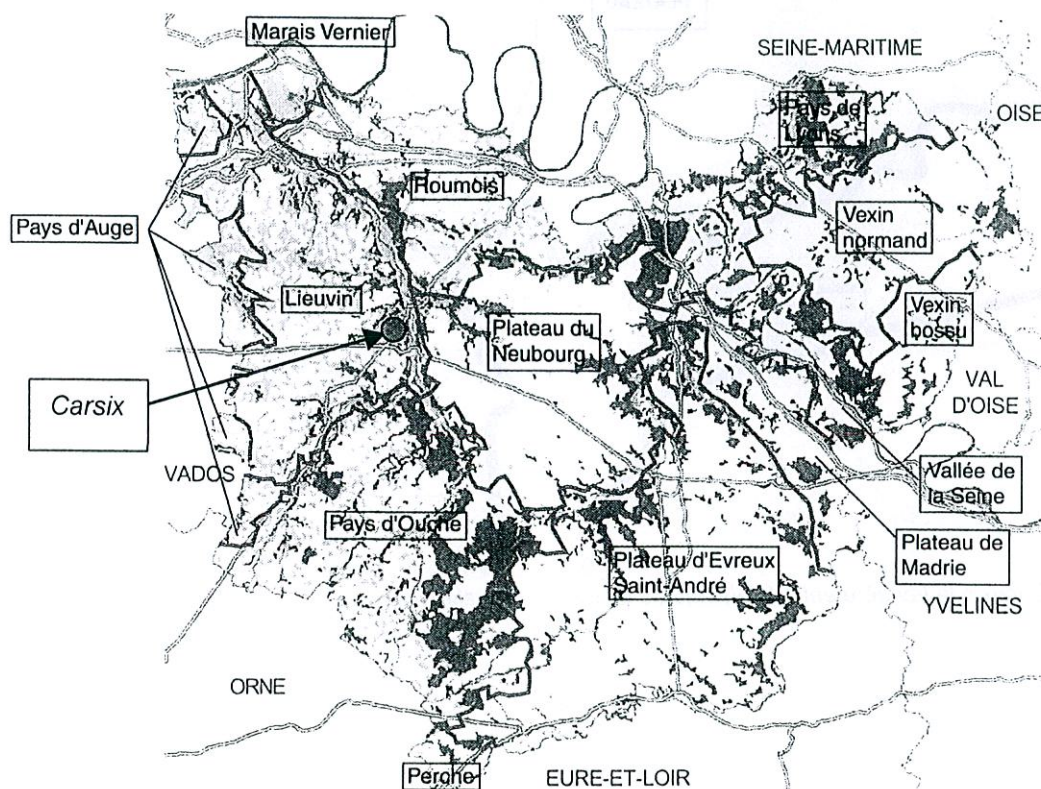 Marais Vernier
SEINE-MARITIME
Pays de
Lyons
OISE
Roumois
Pays d'Auge
Vexin
normand
Lieuvin
Vexin
bossu
Plateau du
Neubourg
Carsix
VAL
D'OISE
VADOS
Vallée de
la Seine
Pays d'Ouche
Plateau d'Evreux
Saint-André
Plateau de
Madrie
YVELINES
ORNE
Perche
EURE-ET-LOIR